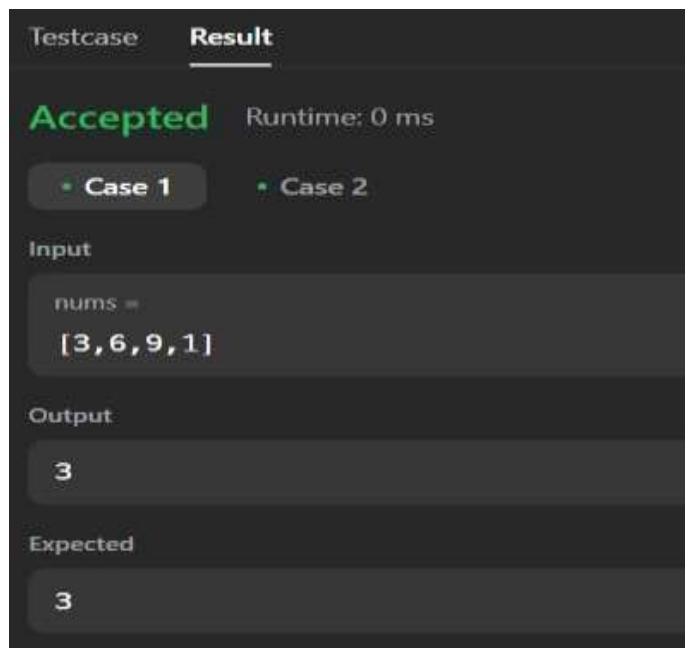 Testcase Result
Accepted Runtime: 0 ms
• Case 1 • Case 2
Input
nums =
[3,6,9,1]
Output
3
Expected
3